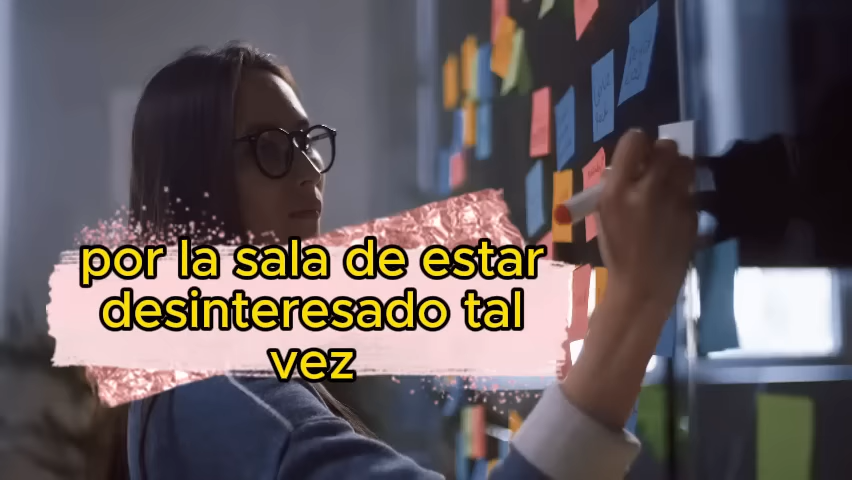 por la sala de estar
desinteresado tal
vez